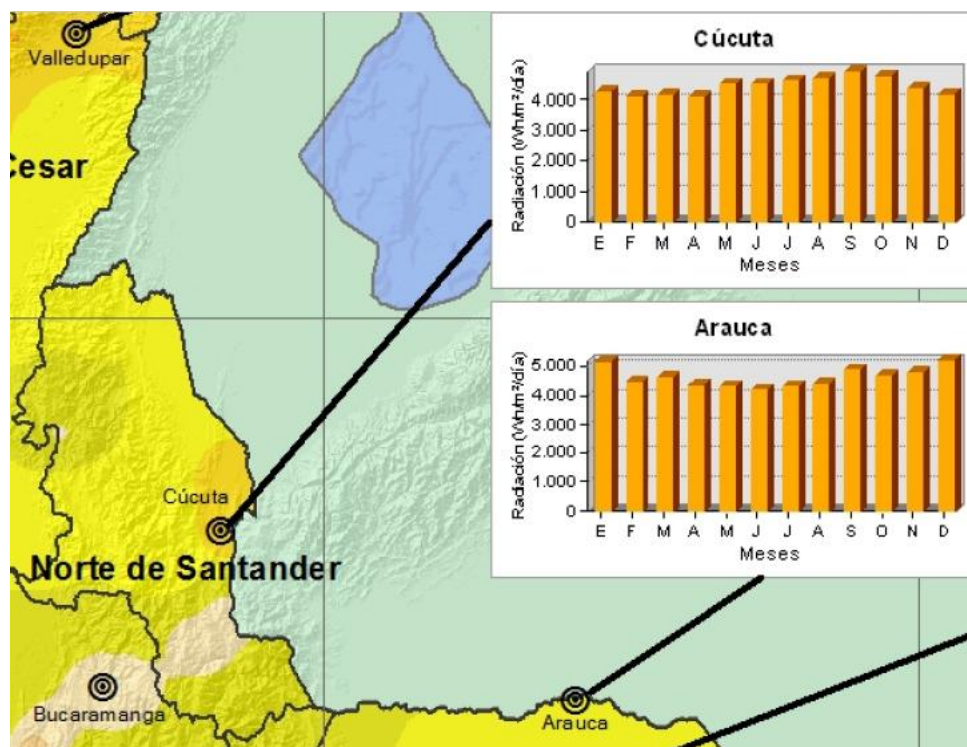 Valledupar
Cesar
Cúcuta
Norte de Santander
Bucaramanga
Arauca
Cúcuta
Radiación (Wh/m²/día)
4.000
3.000
2.000
1.000
0
E F M A M J J A S O N D
Meses
Arauca
Radiación (Wh/m²/día)
5.000
4.000
3.000
2.000
1.000
0
E F M A M J J A S O N D
Meses